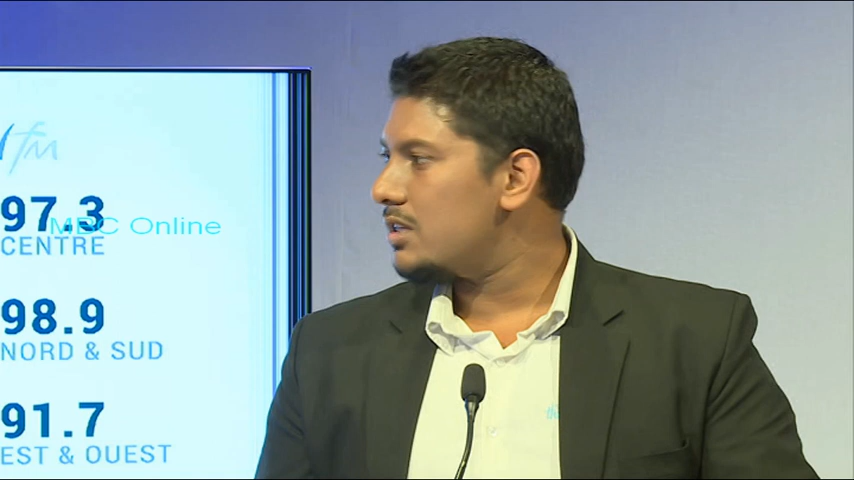 fm
97.3
MBC Online
CENTRE
98.9
NORD & SUD
91.7
EST & OUEST